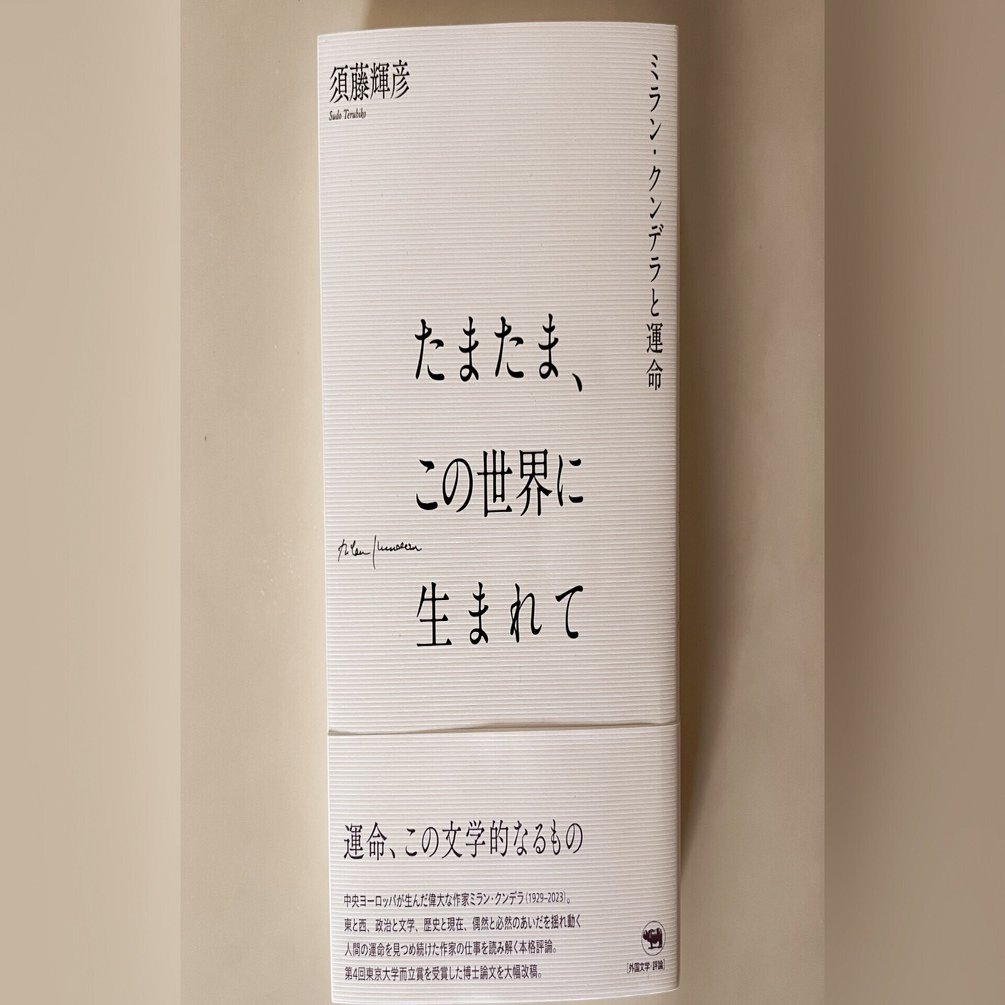 須藤輝彦
Sudo Teruhiko
ミラン・クンデラと運命
たまたま、
この世界に
生まれて
運命、この文学的なるもの
中央ヨーロッパが生んだ偉大な作家ミラン・クンデラ(1929–2023)。
東と西、政治と文学、歴史と現在、偶然と必然のあいだを揺れ動く
人間の運命を見つめ続けた作家の仕事を読み解く本格評論。
第4回東京大学而立賞を受賞した博士論文を大幅改稿。
[外国文学・評論]